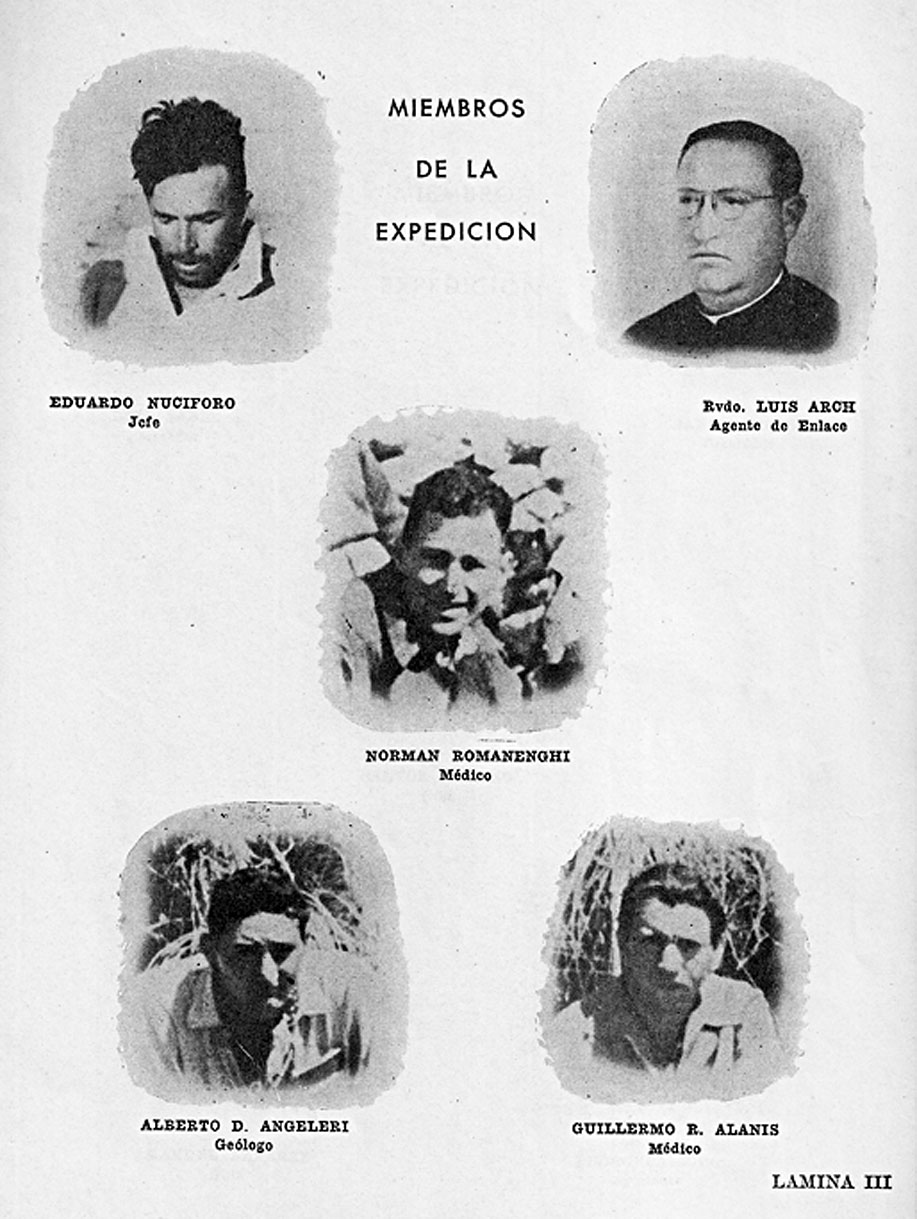 MIEMBROS
DE LA
EXPEDICION
EDUARDO NUCIFORO
Jefe
Rvdo. LUIS ARCH
Agente de Enlace
NORMAN ROMANENGHI
Médico
ALBERTO D. ANGELERI
Geólogo
GUILLERMO R. ALANIS
Médico
LAMINA III